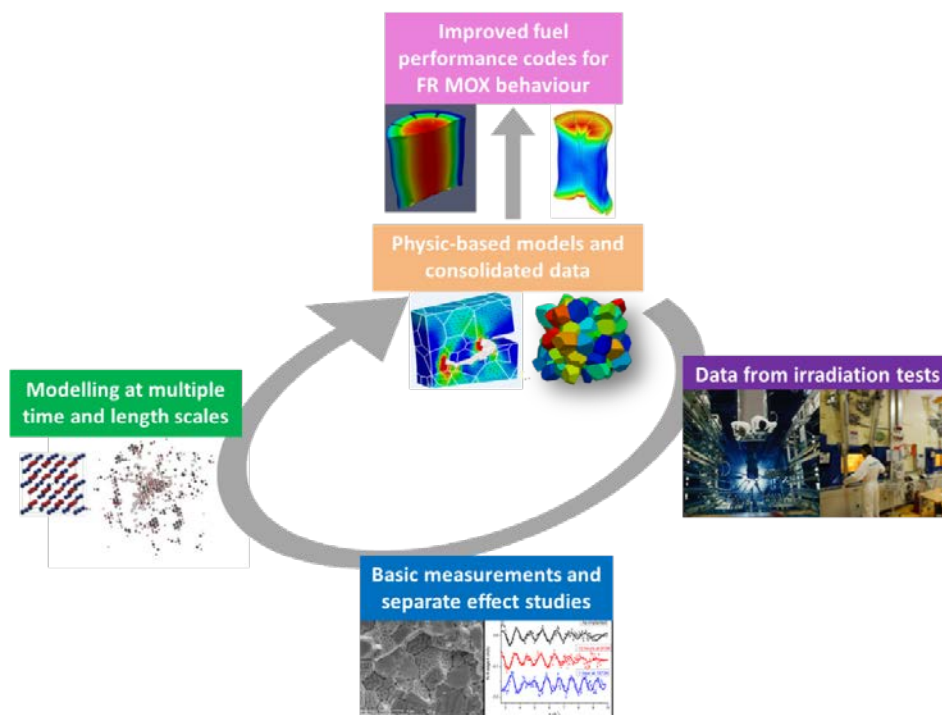 Improved fuel
performance codes for
FR MOX behaviour
Physic-based models and
consolidated data
Modelling at multiple
time and length scales
Data from irradiation tests
Basic measurements and
separate effect studies